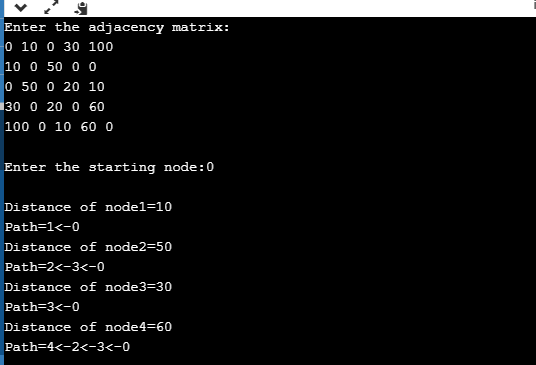 Enter the adjacency matrix:
0 10 0 30 100
10 0 50 0 0
0 50 0 20 10
30 0 20 0 60
100 0 10 60 0
Enter the starting node:0
Distance of node1=10
Path=1<-0
Distance of node2=50
Path=2<-3<-0
Distance of node3=30
Path=3<-0
Distance of node4=60
Path=4<-2<-3<-0